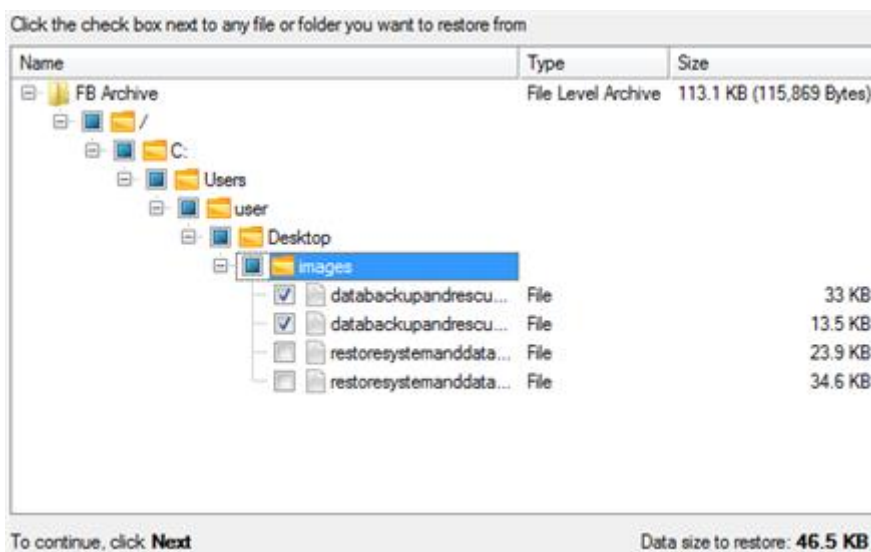 Click the check box next to any file or folder you want to restore from
Name Type Size
FB Archive File Level Archive 113.1 KB (115,869 Bytes)
/
C:
Users
user
Desktop
images
databackupandrescu... File 33 KB
databackupandrescu... File 13.5 KB
restoresystemanddata... File 23.9 KB
restoresystemanddata... File 34.6 KB
To continue, click Next Data size to restore: 46.5 KB